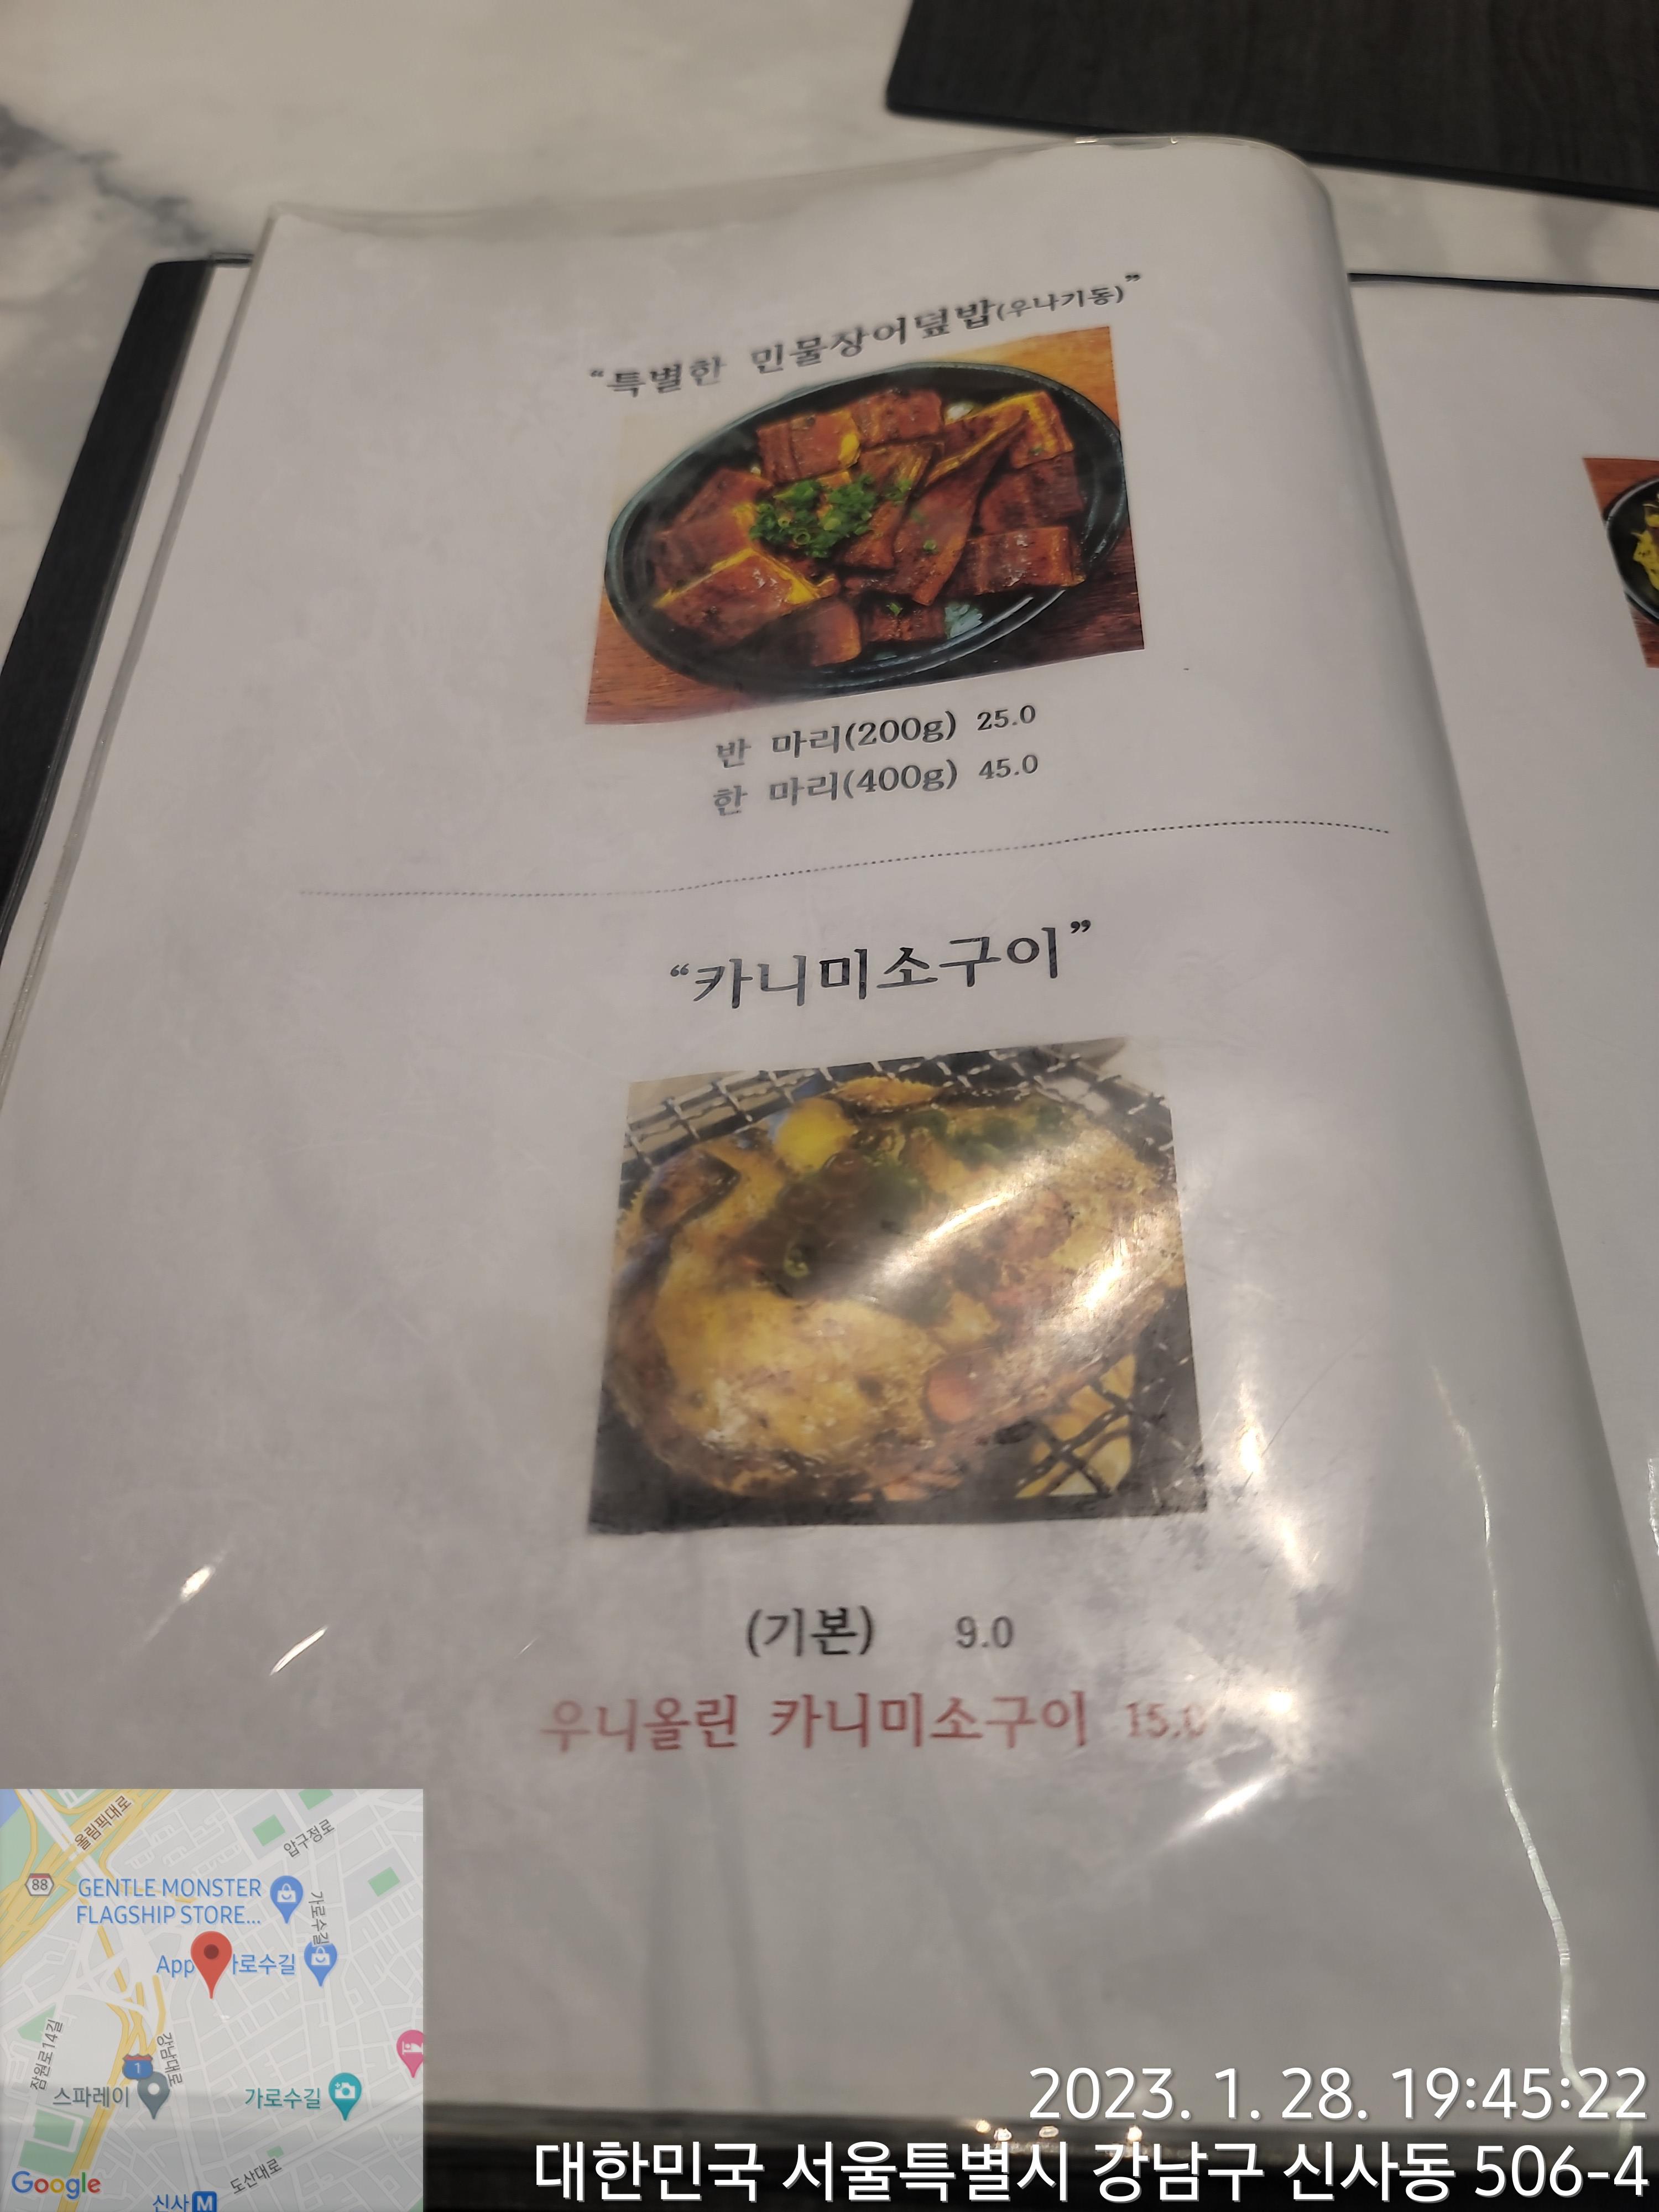 “특별한 민물장어덮밥(우나기동)”
반 마리(200g) 25.0
한 마리(400g) 45.0
“카니미소구이”
(기본) 9.0
우니올린 카니미소구이 15.0
올림픽대로
압구정로
88
GENTLE MONSTER
FLAGSHIP STORE...
가로수길
App
가로수길
잠원로14길
강남대로
1
스파레이
가로수길
도산대로
Google
신사 M
2023. 1. 28. 19:45:22
대한민국 서울특별시 강남구 신사동 506-4